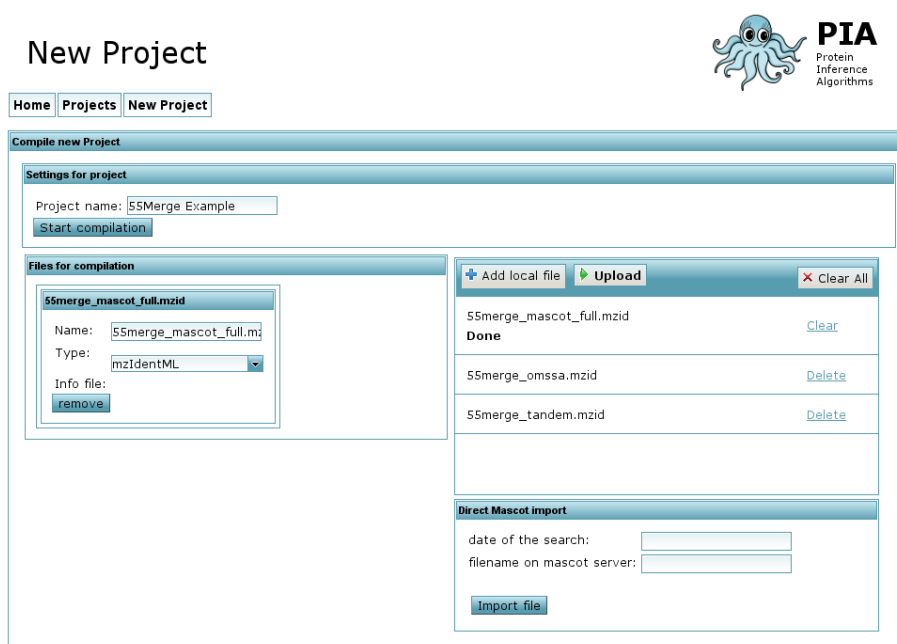 New Project
PIA
Protein
Inference
Algorithms
Home Projects New Project
Compile new Project
Settings for project
Project name: 55Merge Example
Start compilation
Files for compilation
55merge_mascot_full.mzid
Name: 55merge_mascot_full.mz
Type: mzIdentML
Info file:
remove
Add local file Upload Clear All
55merge_mascot_full.mzid Clear
Done
55merge_omssa.mzid Delete
55merge_tandem.mzid Delete
Direct Mascot import
date of the search:
filename on mascot server:
Import file